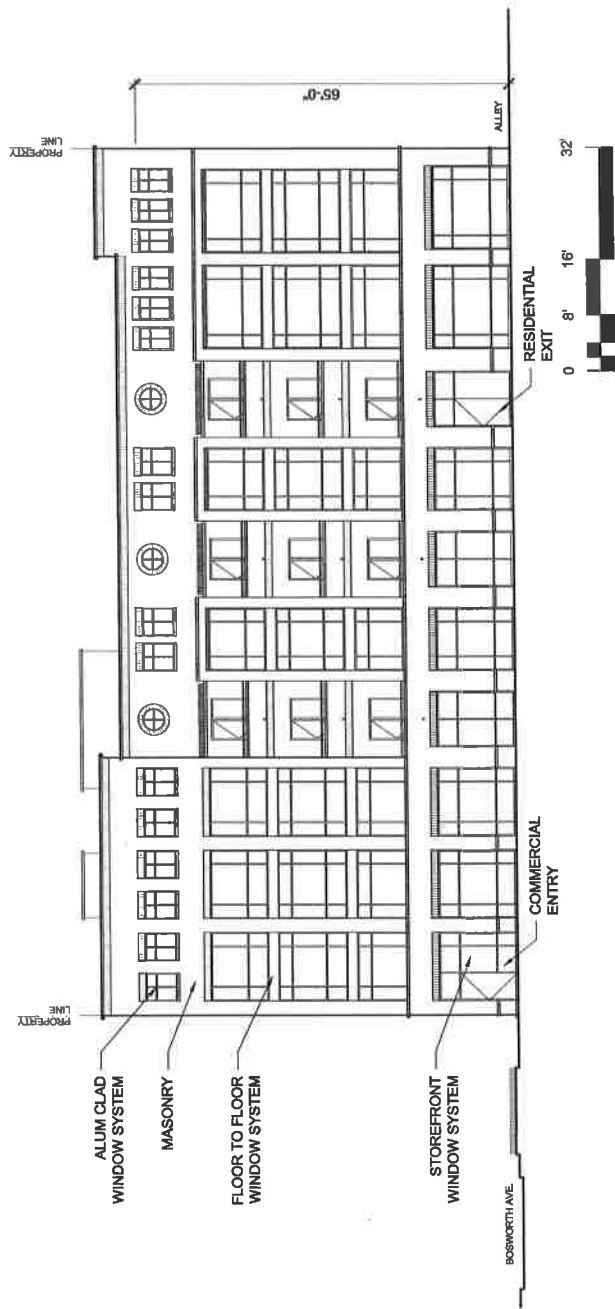 PROPERTY
LINE
PROPERTY
LINE
ALUM CLAD
WINDOW SYSTEM
MASONRY
FLOOR TO FLOOR
WINDOW SYSTEM
STOREFRONT
WINDOW SYSTEM
65'-0"
BOSWORTH AVE.
ALLEY
COMMERCIAL
ENTRY
RESIDENTIAL
EXIT
0 8' 16' 32'